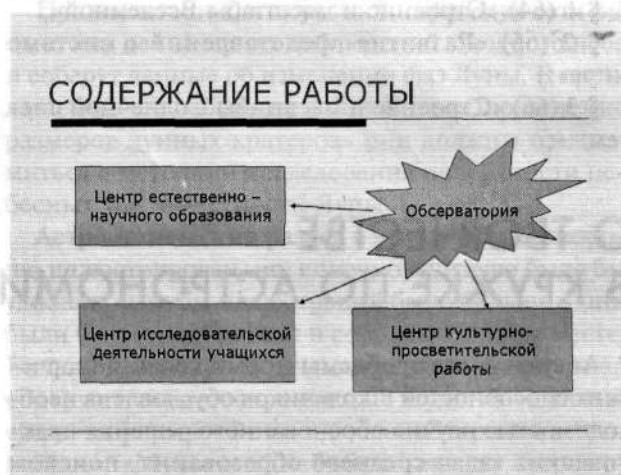 СОДЕРЖАНИЕ РАБОТЫ
Центр естественно –
научного образования
Обсерватория
Центр исследовательской
деятельности учащихся
Центр культурно-
просветительской
работы